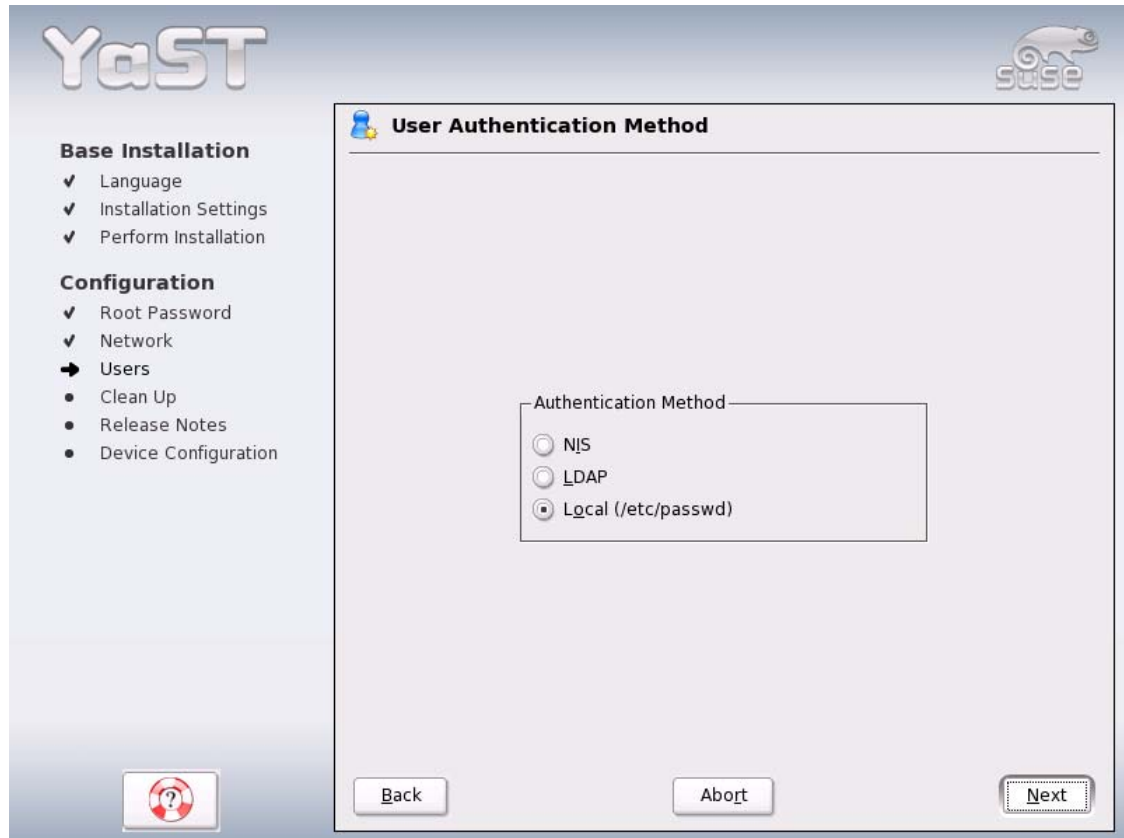 YaST
SUSE
Base Installation
Language
Installation Settings
Perform Installation
Configuration
Root Password
Network
Users
Clean Up
Release Notes
Device Configuration
User Authentication Method
Authentication Method
NIS
LDAP
Local (/etc/passwd)
?
Back
Abort
Next